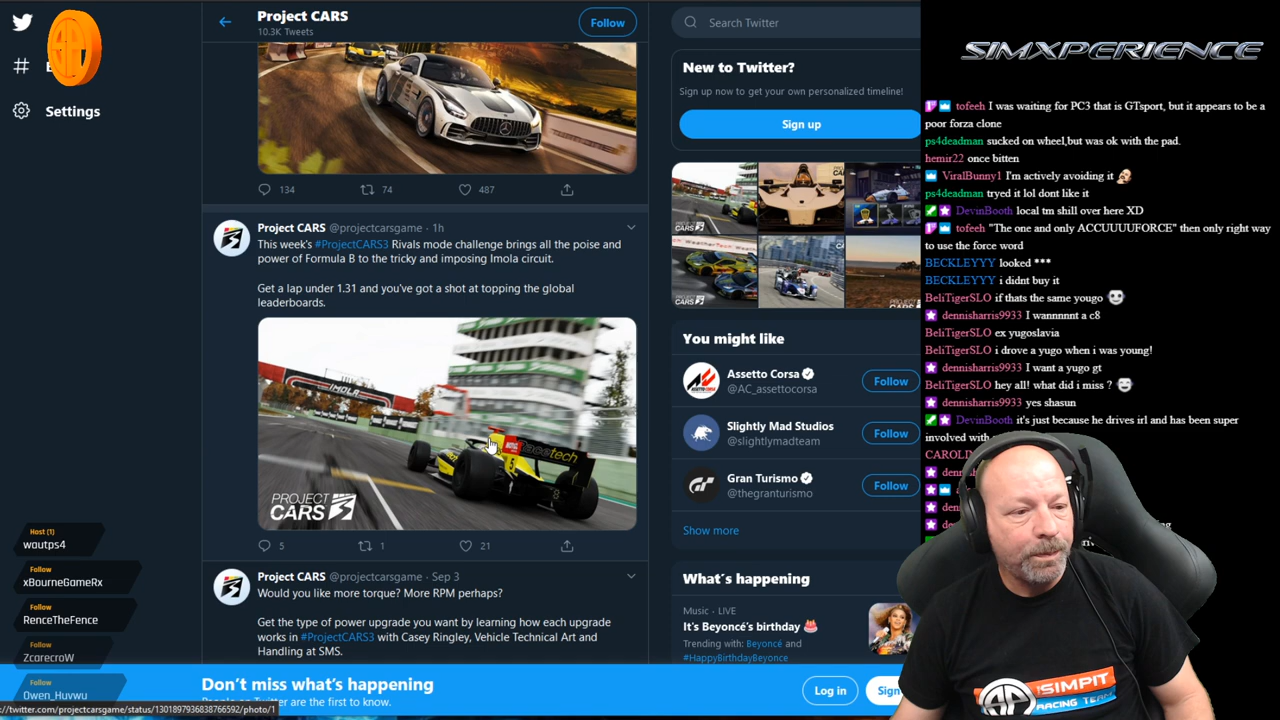 Project CARS
10.3K Tweets
Follow
Settings
134
74
487
Project CARS @projectcarsgame · 1h
This week's #ProjectCARS3 Rivals mode challenge brings all the poise and
power of Formula B to the tricky and imposing Imola circuit.
Get a lap under 1.31 and you've got a shot at topping the global
leaderboards.
IMOLA
Racetech
PROJECT
CARS
5
1
21
Project CARS @projectcarsgame · Sep 3
Would you like more torque? More RPM perhaps?
Get the type of power upgrade you want by learning how each upgrade
works in #ProjectCARS3 with Casey Ringley, Vehicle Technical Art and
Handling at SMS.
Search Twitter
New to Twitter?
Sign up now to get your own personalized timeline!
Sign up
You might like
Assetto Corsa
@AC_assettocorsa
Follow
Slightly Mad Studios
@slightlymadteam
Follow
Gran Turismo
@thegranturismo
Follow
Show more
What's happening
Music · LIVE
It's Beyoncé's birthday 🎂
Trending with: Beyoncé and
#HappyBirthdayBeyonce
Don't miss what's happening
are the first to know.
Log in
Sign
://twitter.com/projectcarsgame/status/1301897936838766592/photo/1
Host (1)
wautps4
Follow
xBourneGameRx
Follow
RenceTheFence
Follow
ZcarecroW
Follow
Owen_Huvwu
SIMXPERIENCE
tofeeh I was waiting for PC3 that is GTsport, but it appears to be a
poor forza clone
ps4deadman sucked on wheel,but was ok with the pad.
hemir22 once bitten
ViralBunny1 I'm actively avoiding it
ps4deadman tryed it lol dont like it
DevinBooth local tm shill over here XD
tofeeh "The one and only ACCUUUUFORCE" then only right way
to use the force word
BECKLEYYY looked ***
BECKLEYYY i didnt buy it
BeliTigerSLO if thats the same yougo
dennisharris9933 I wannnnnt a c8
BeliTigerSLO ex yugoslavia
BeliTigerSLO i drove a yugo when i was young!
dennisharris9933 I want a yugo gt
BeliTigerSLO hey all! what did i miss ?
dennisharris9933 yes shasun
DevinBooth it's just because he drives irl and has been super
involved with
SIMPIT
RACING TEAM